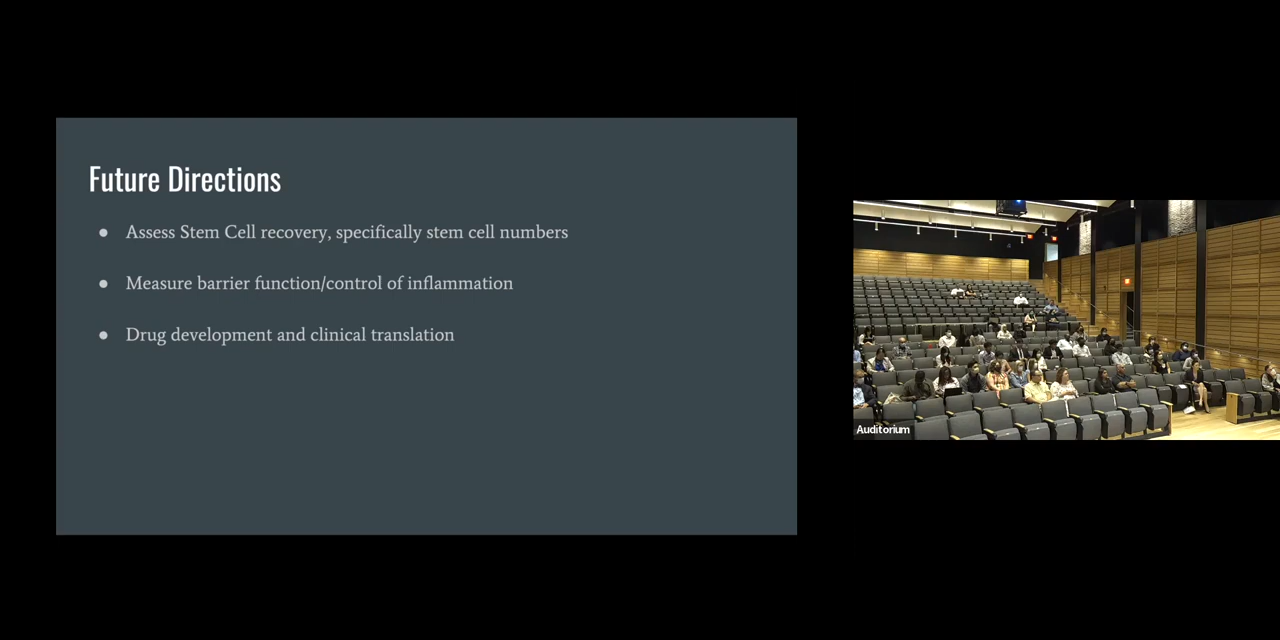 Future Directions
● Assess Stem Cell recovery, specifically stem cell numbers
● Measure barrier function/control of inflammation
● Drug development and clinical translation
Auditorium